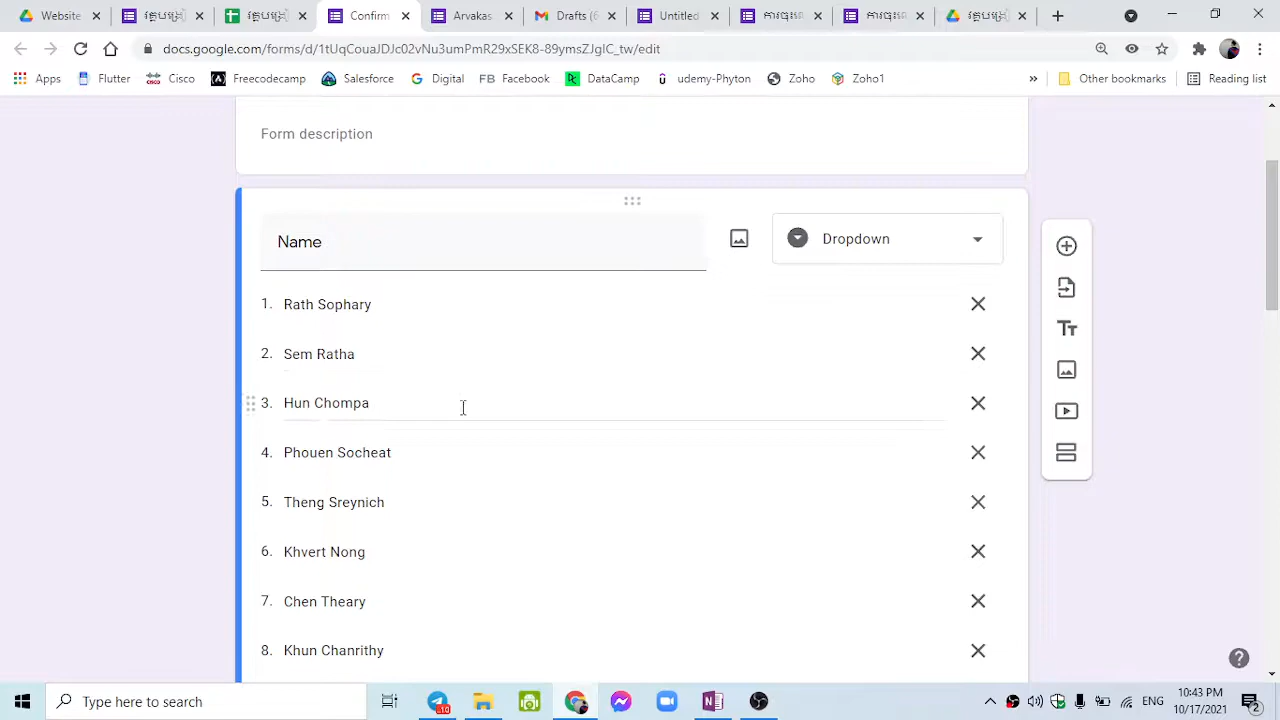 Website
Confirm
Arvakas
Drafts (6
Untitled
docs.google.com/forms/d/1tUqCouaJDJc02vNu3umPmR29xSEK8-89ymsZJgIC_tw/edit
Apps
Flutter
Cisco
Freecodecamp
Salesforce
Digital
FB Facebook
DataCamp
udemy-Phyton
Zoho
Zoho1
»
Other bookmarks
Reading list
Form description
Name
Dropdown
1. Rath Sophary
2. Sem Ratha
3. Hun Chompa
4. Phouen Socheat
5. Theng Sreynich
6. Khvert Nong
7. Chen Theary
8. Khun Chanrithy
Type here to search
ENG
10:43 PM
10/17/2021